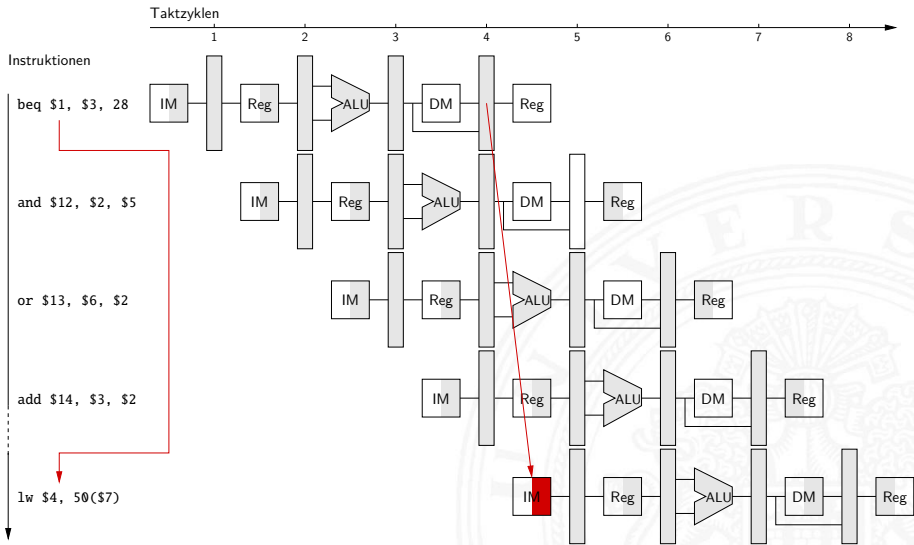 Taktzyklen
1 2 3 4 5 6 7 8
Instruktionen
beq $1, $3, 28 IM Reg ALU DM Reg
and $12, $2, $5 IM Reg ALU DM Reg
or $13, $6, $2 IM Reg ALU DM Reg
add $14, $3, $2 IM Reg ALU DM Reg
lw $4, 50($7) IM Reg ALU DM Reg